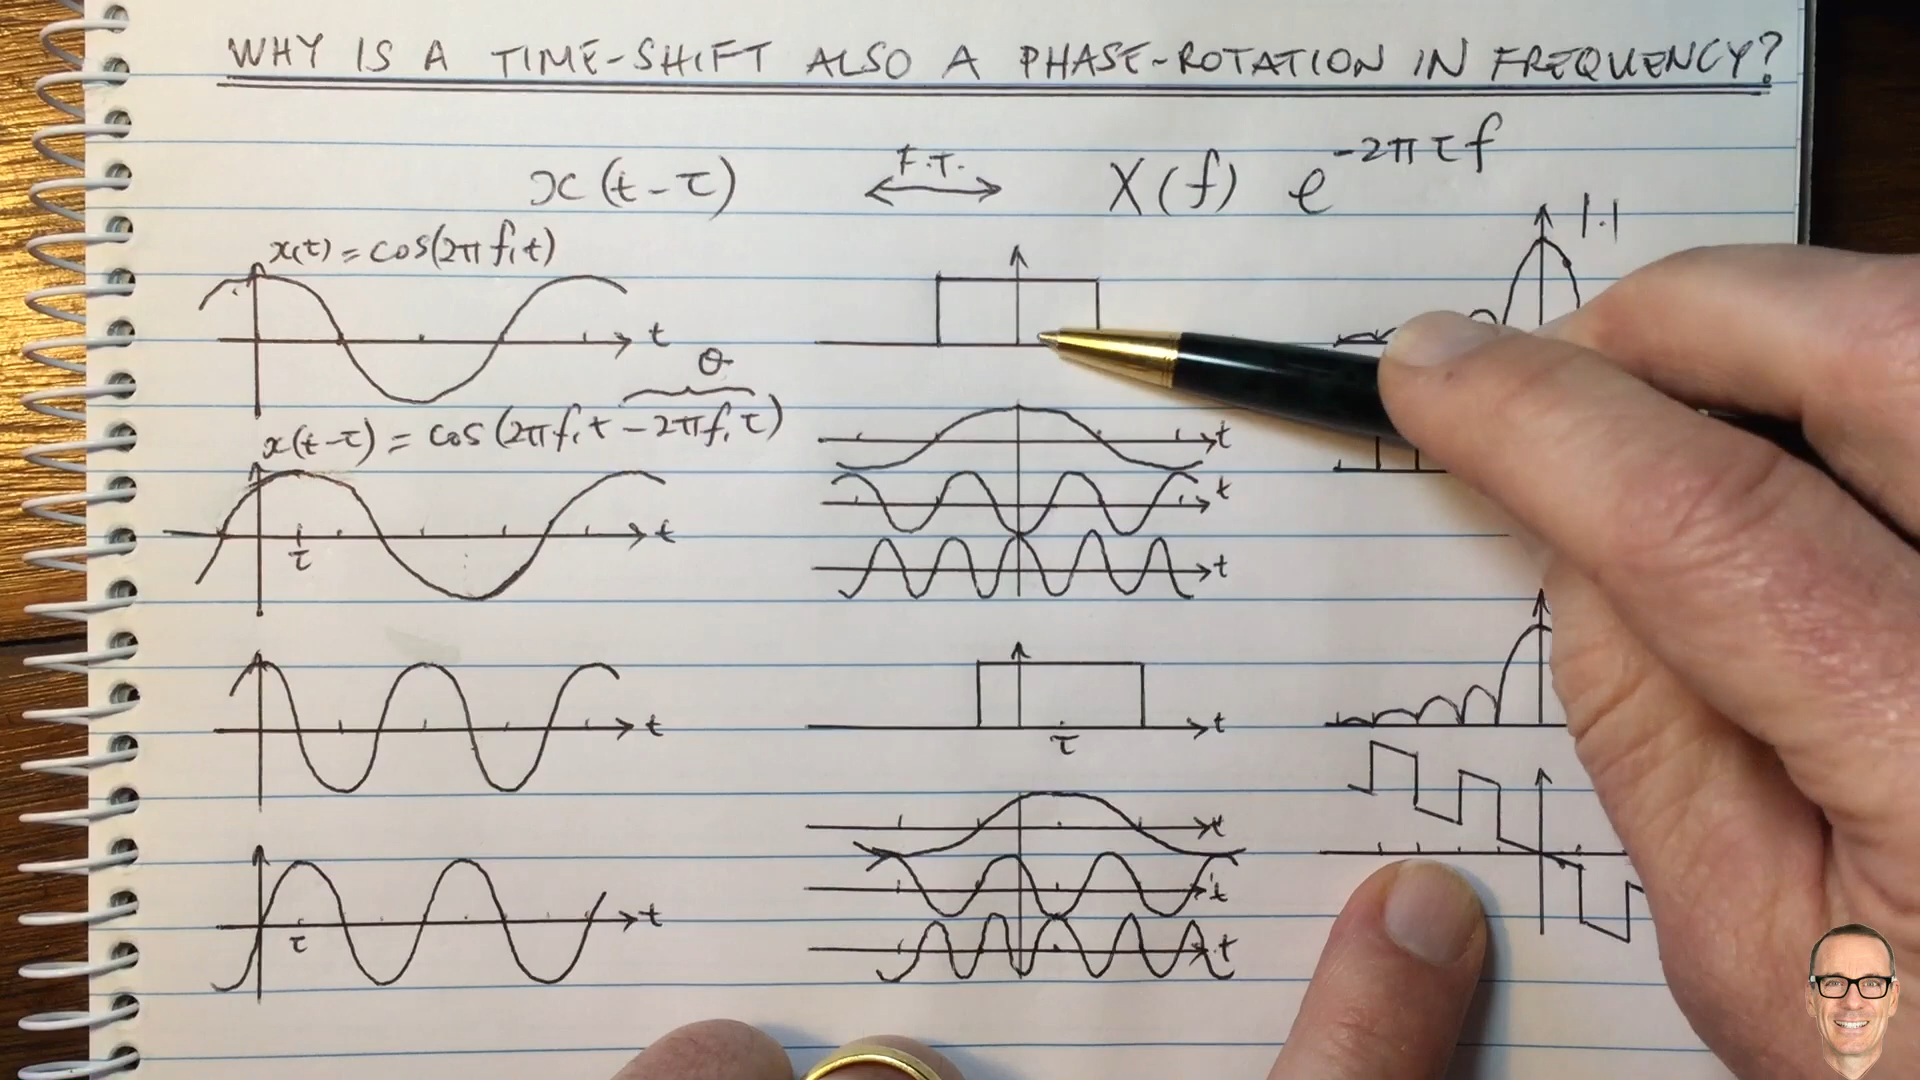 WHY IS A TIME-SHIFT ALSO A PHASE-ROTATION IN FREQUENCY?
x(t-τ) F.T. X(f) e^-2πτf
|.|
x(t) = cos(2πf₁t)
t
θ
x(t-τ) = cos(2πf₁t -2πf₁τ)
t
t
t
τ
t
t
t
τ
t
t
t
τ
t